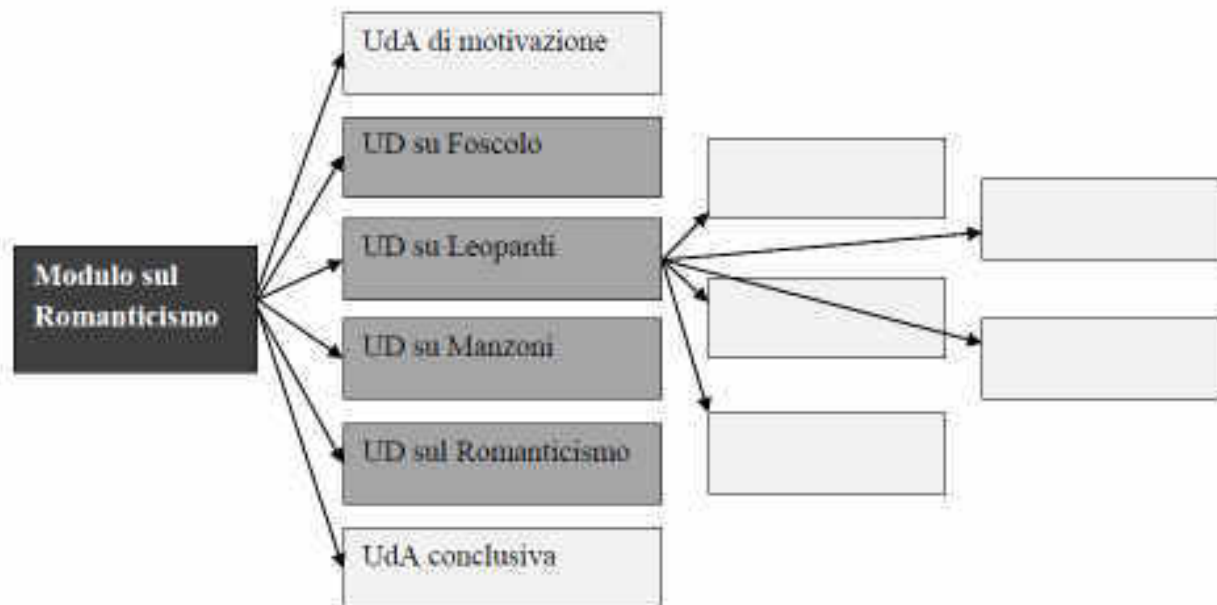 UdA di motivazione
UD su Foscolo
UD su Leopardi
Modulo sul
Romanticismo
UD su Manzoni
UD sul Romanticismo
UdA conclusiva